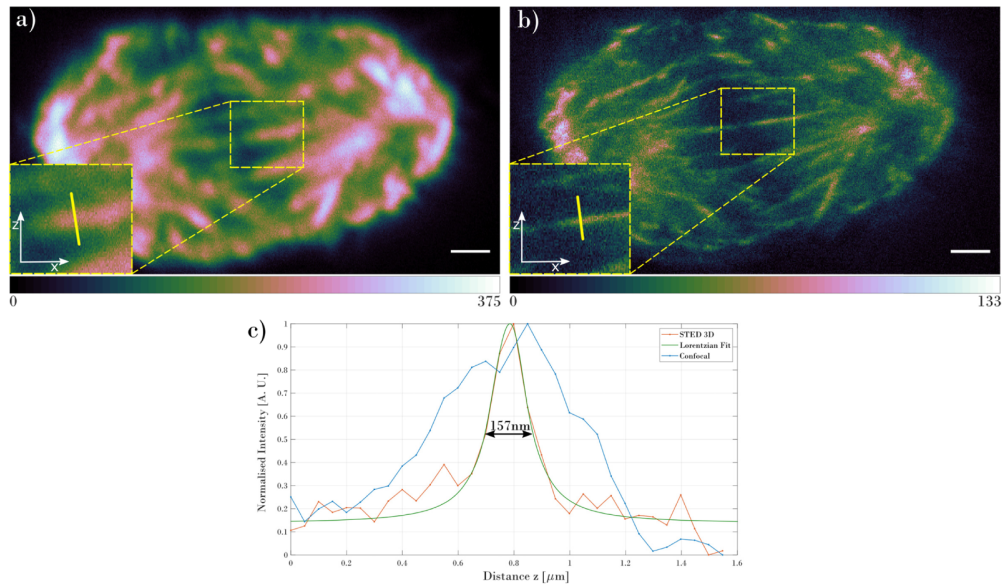 a)
b)
z
x
z
x
0
375
0
133
c)
STED 3D
Lorentzian Fit
Confocal
157nm
Normalised Intensity [A. U.]
1
0.9
0.8
0.7
0.6
0.5
0.4
0.3
0.2
0.1
0
0
0.2
0.4
0.6
0.8
1
1.2
1.4
1.6
Distance z [μm]